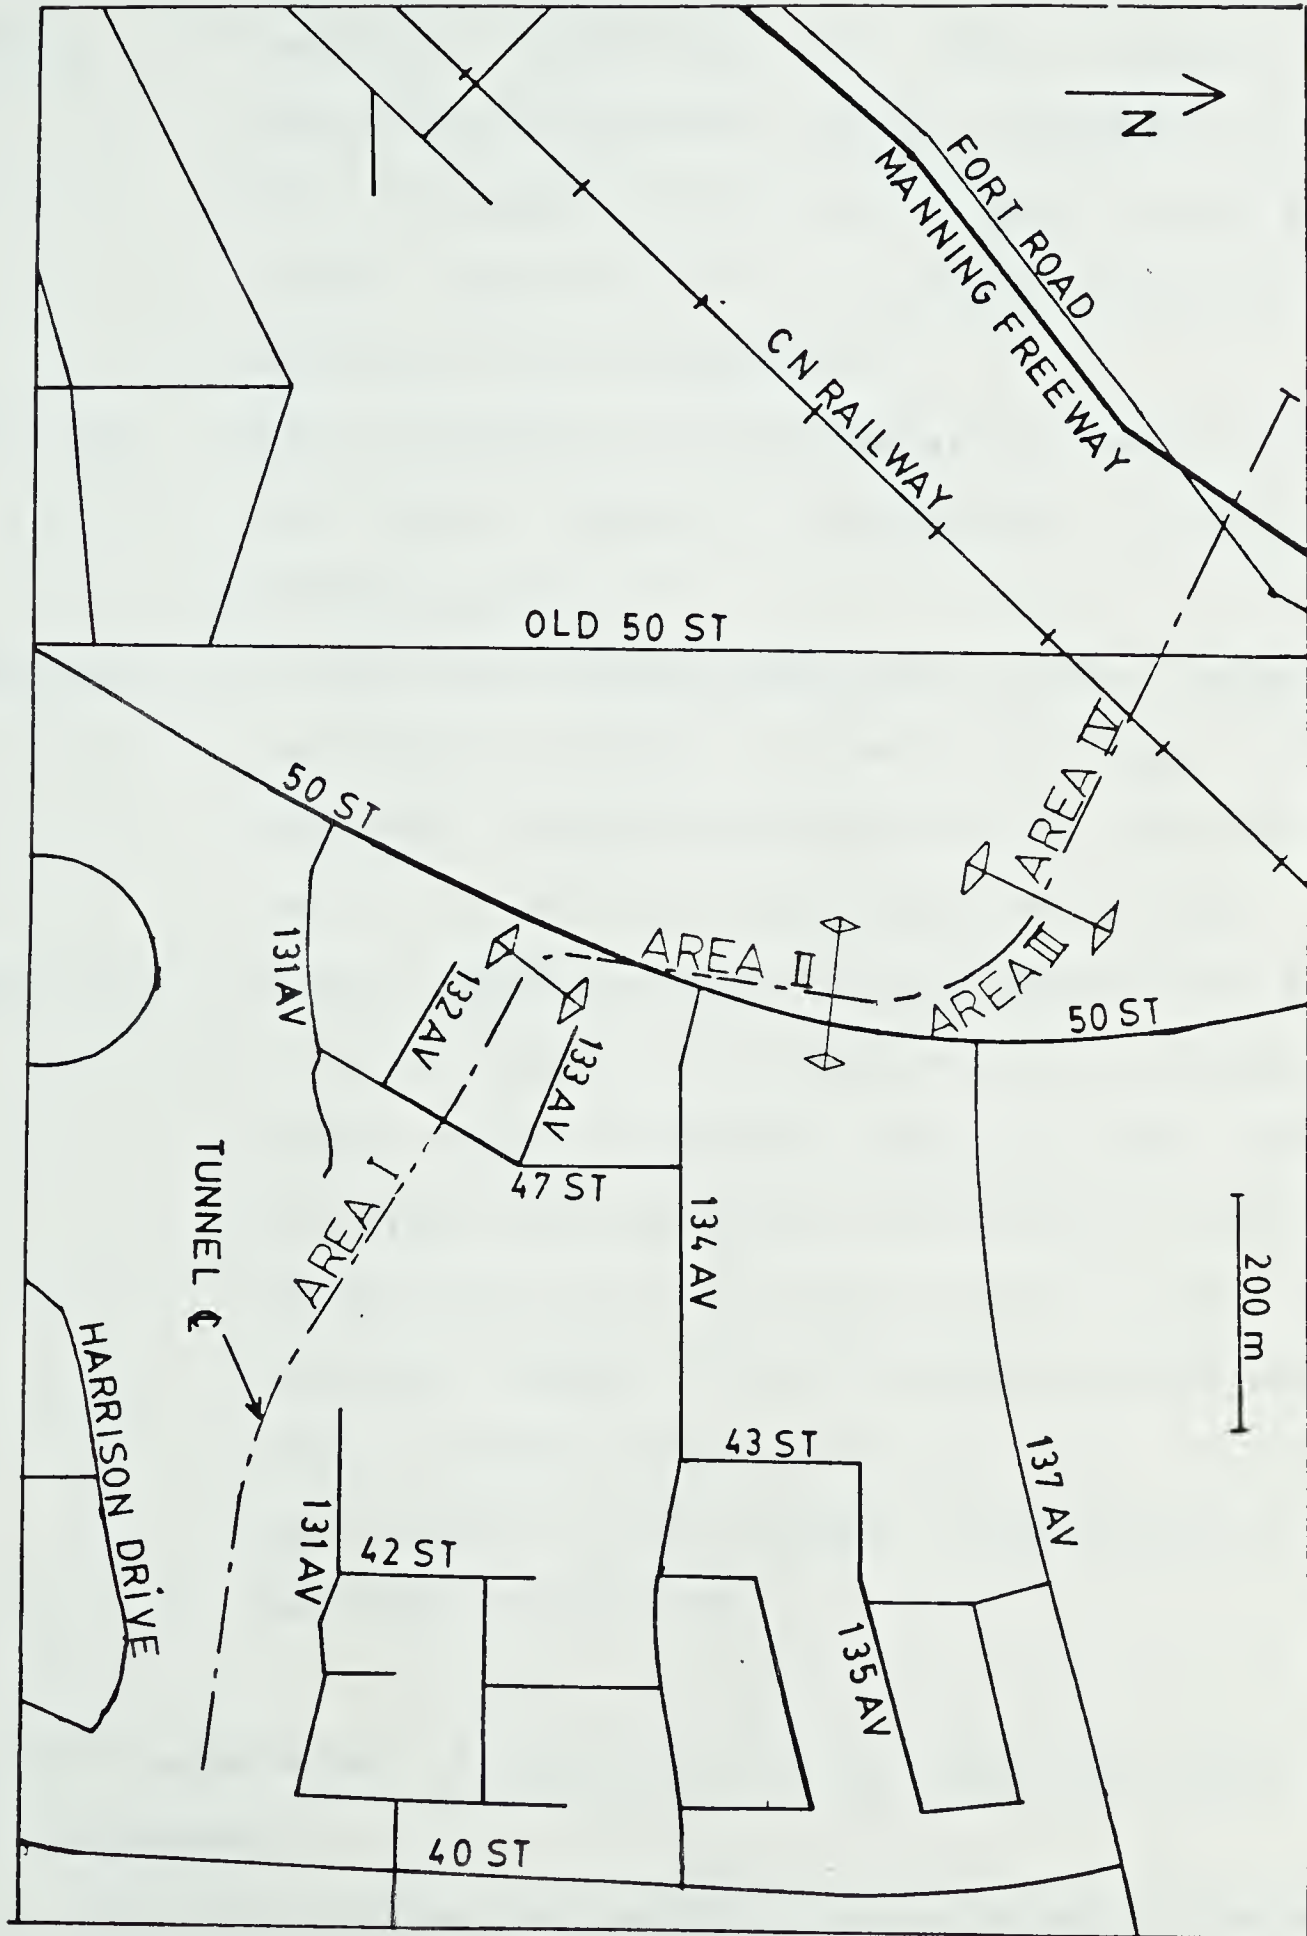 N
FORT ROAD
MANNING FREEWAY
CN RAILWAY
OLD 50 ST
AREA IV
50 ST
AREA II
AREA III
50 ST
131 AV
132 AV
133 AV
47 ST
AREA I
134 AV
TUNNEL ℄
200 m
HARRISON DRIVE
43 ST
137 AV
131 AV
42 ST
135 AV
40 ST